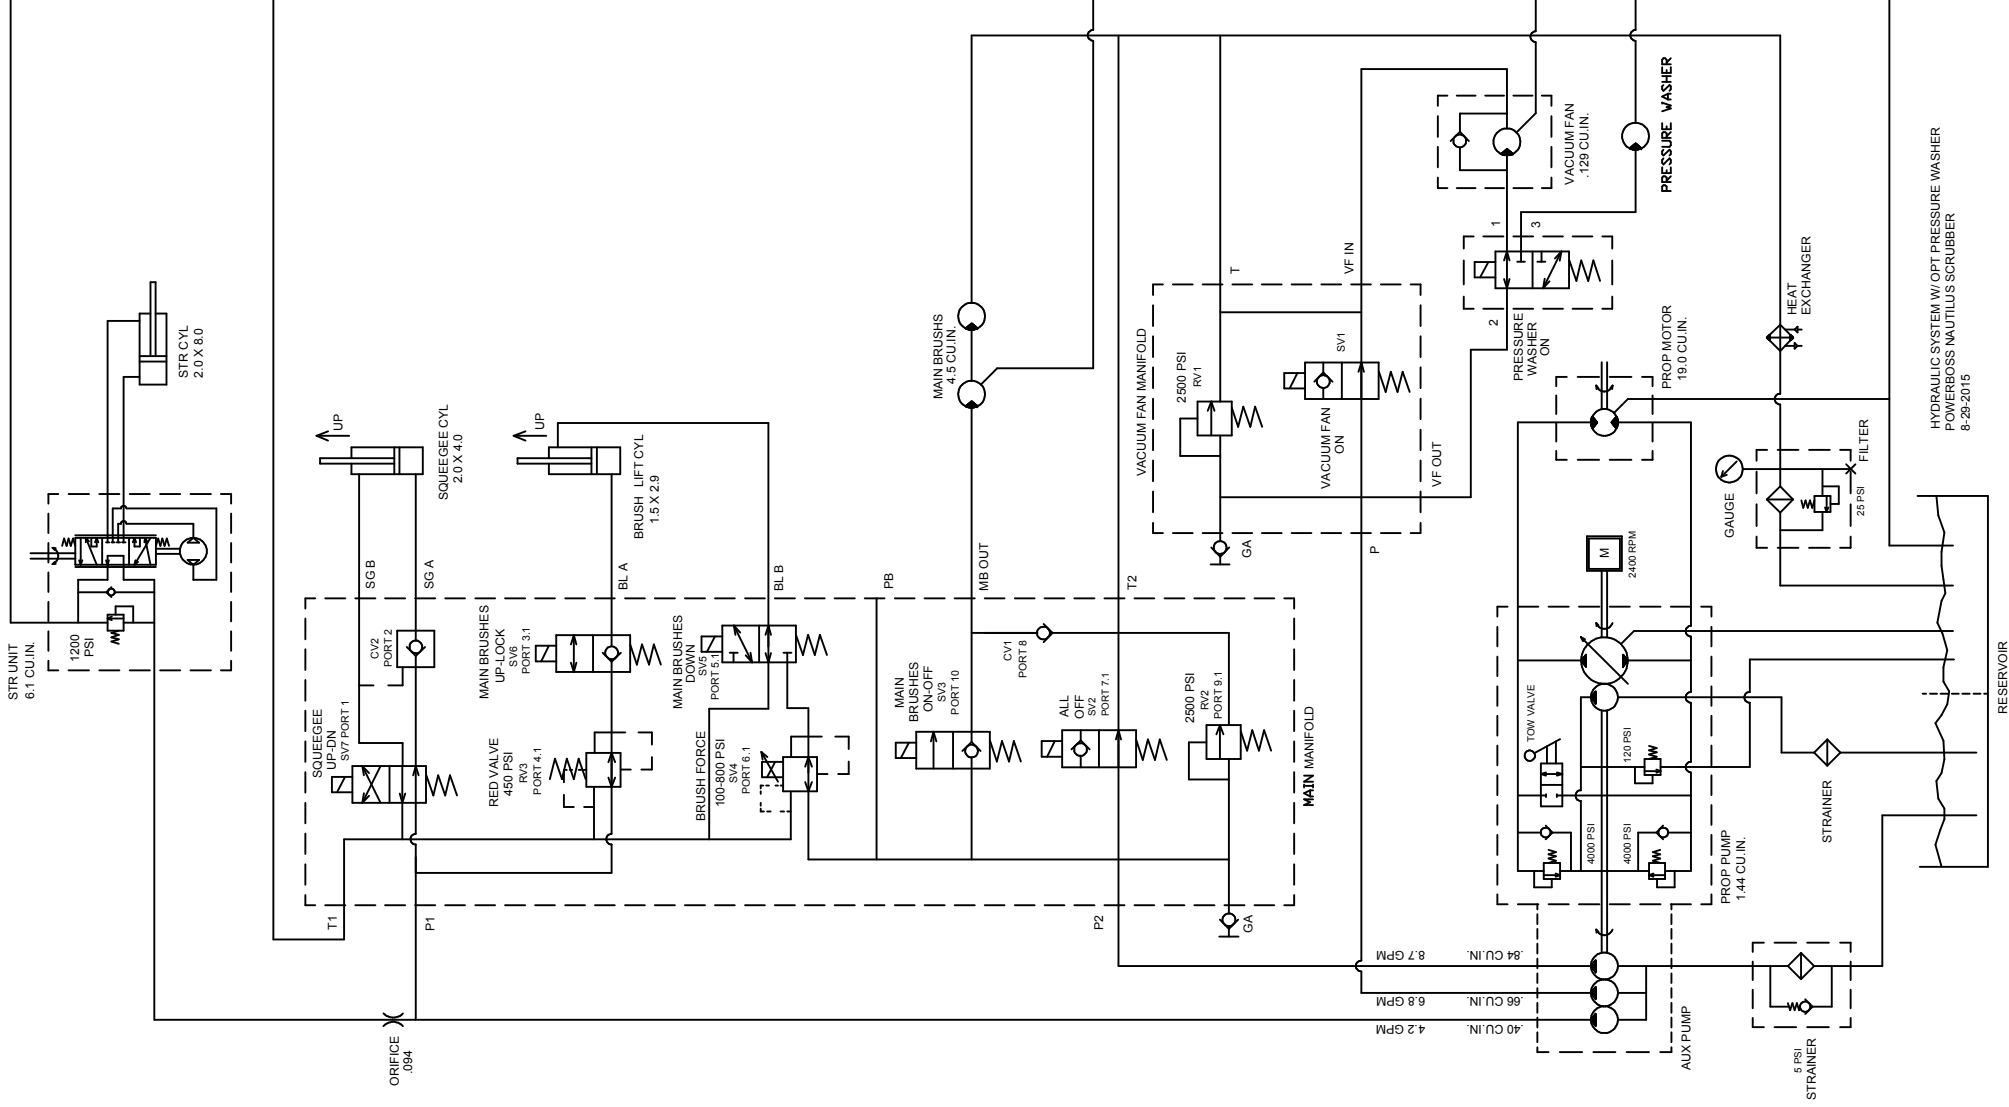 STR UNIT
6.1 CU.IN.
1200
PSI
STR CYL
2.0 X 8.0
ORIFICE
.094
UP
SQUEEGEE CYL
2.0 X 4.0
SG B
SG A
CV2
PORT 2
SQUEEGEE
UP-DN
SV7 PORT 1
T1
P1
UP
BRUSH LIFT CYL
1.5 X 2.9
BL A
BL B
MAIN BRUSHES
UP-LOCK
SV6
PORT 3.1
RED VALVE
450 PSI
RV3
PORT 4.1
MAIN BRUSHES
DOWN
SV5
PORT 5.1
BRUSH FORCE
100-800 PSI
SV4
PORT 6.1
PB
MAIN BRUSHS
4.5 CU.IN.
MB OUT
MAIN
BRUSHES
ON-OFF
SV3
PORT 10
CV1
PORT 8
ALL
OFF
SV2
PORT 7.1
T2
2500 PSI
RV2
PORT 9.1
MAIN MANIFOLD
P2
GA
VACUUM FAN MANIFOLD
2500 PSI
RV1
T
VF IN
SV1
VACUUM FAN
ON
VF OUT
GA
P
VACUUM FAN
.129 CU.IN.
PRESSURE WASHER
1
3
2
PRESSURE
WASHER
ON
PROP MOTOR
19.0 CU.IN.
HEAT
EXCHANGER
GAUGE
FILTER
25 PSI
M
2400 RPM
TOW VALVE
120 PSI
4000 PSI
4000 PSI
PROP PUMP
1.44 CU.IN.
8.7 GPM
.84 CU.IN.
6.8 GPM
.66 CU.IN.
4.2 GPM
.40 CU.IN.
AUX PUMP
STRAINER
5 PSI
STRAINER
RESERVOIR
HYDRAULIC SYSTEM W/ OPT PRESSURE WASHER
POWERBOSS NAUTILUS SCRUBBER
8-29-2015